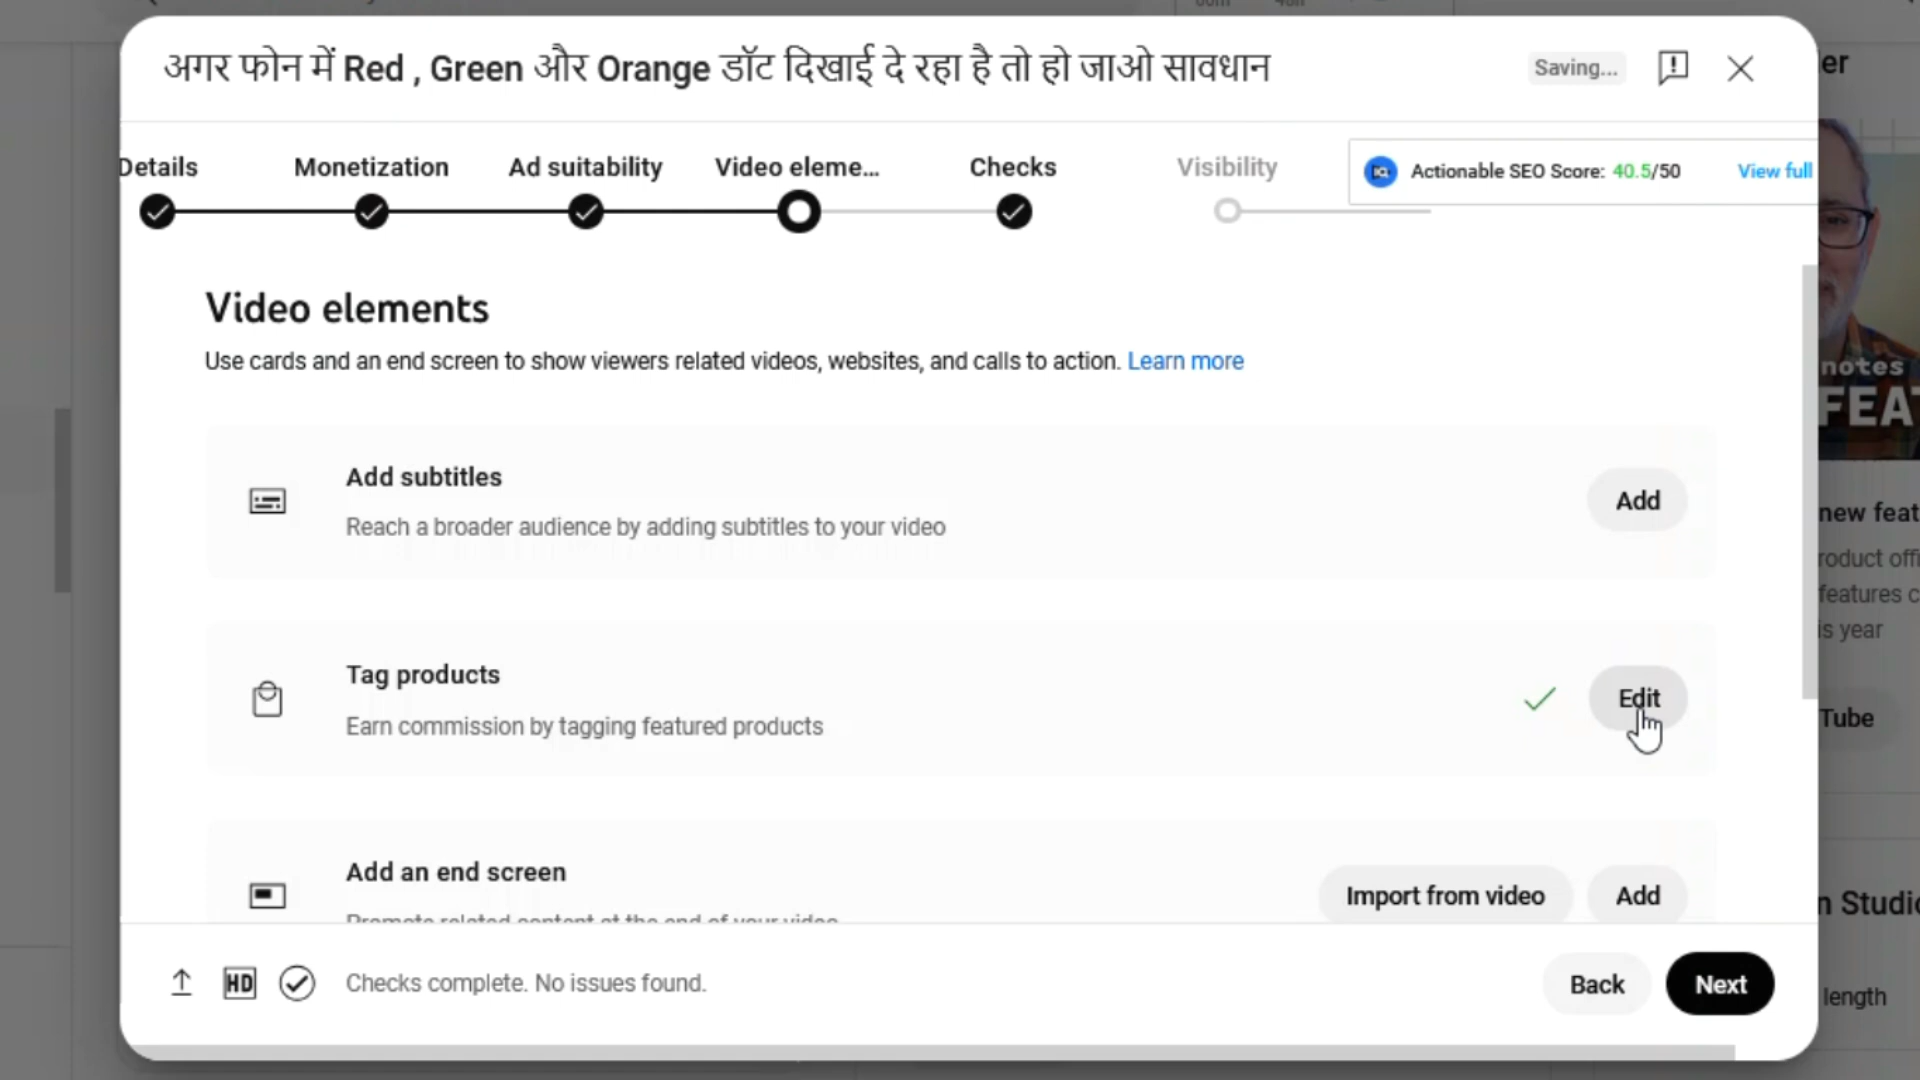 अगर फोन में Red , Green और Orange डॉट दिखाई दे रहा है तो हो जाओ सावधान
Saving...
Details
Monetization
Ad suitability
Video eleme...
Checks
Visibility
Actionable SEO Score: 40.5/50
View full
Video elements
Use cards and an end screen to show viewers related videos, websites, and calls to action. Learn more
Add subtitles
Reach a broader audience by adding subtitles to your video
Add
Tag products
Earn commission by tagging featured products
Edit
Add an end screen
Promote related content at the end of your video
Import from video
Add
HD
Checks complete. No issues found.
Back
Next
er
notes
FEAT
new feat
roduct offi
features c
is year
Tube
n Studio
length